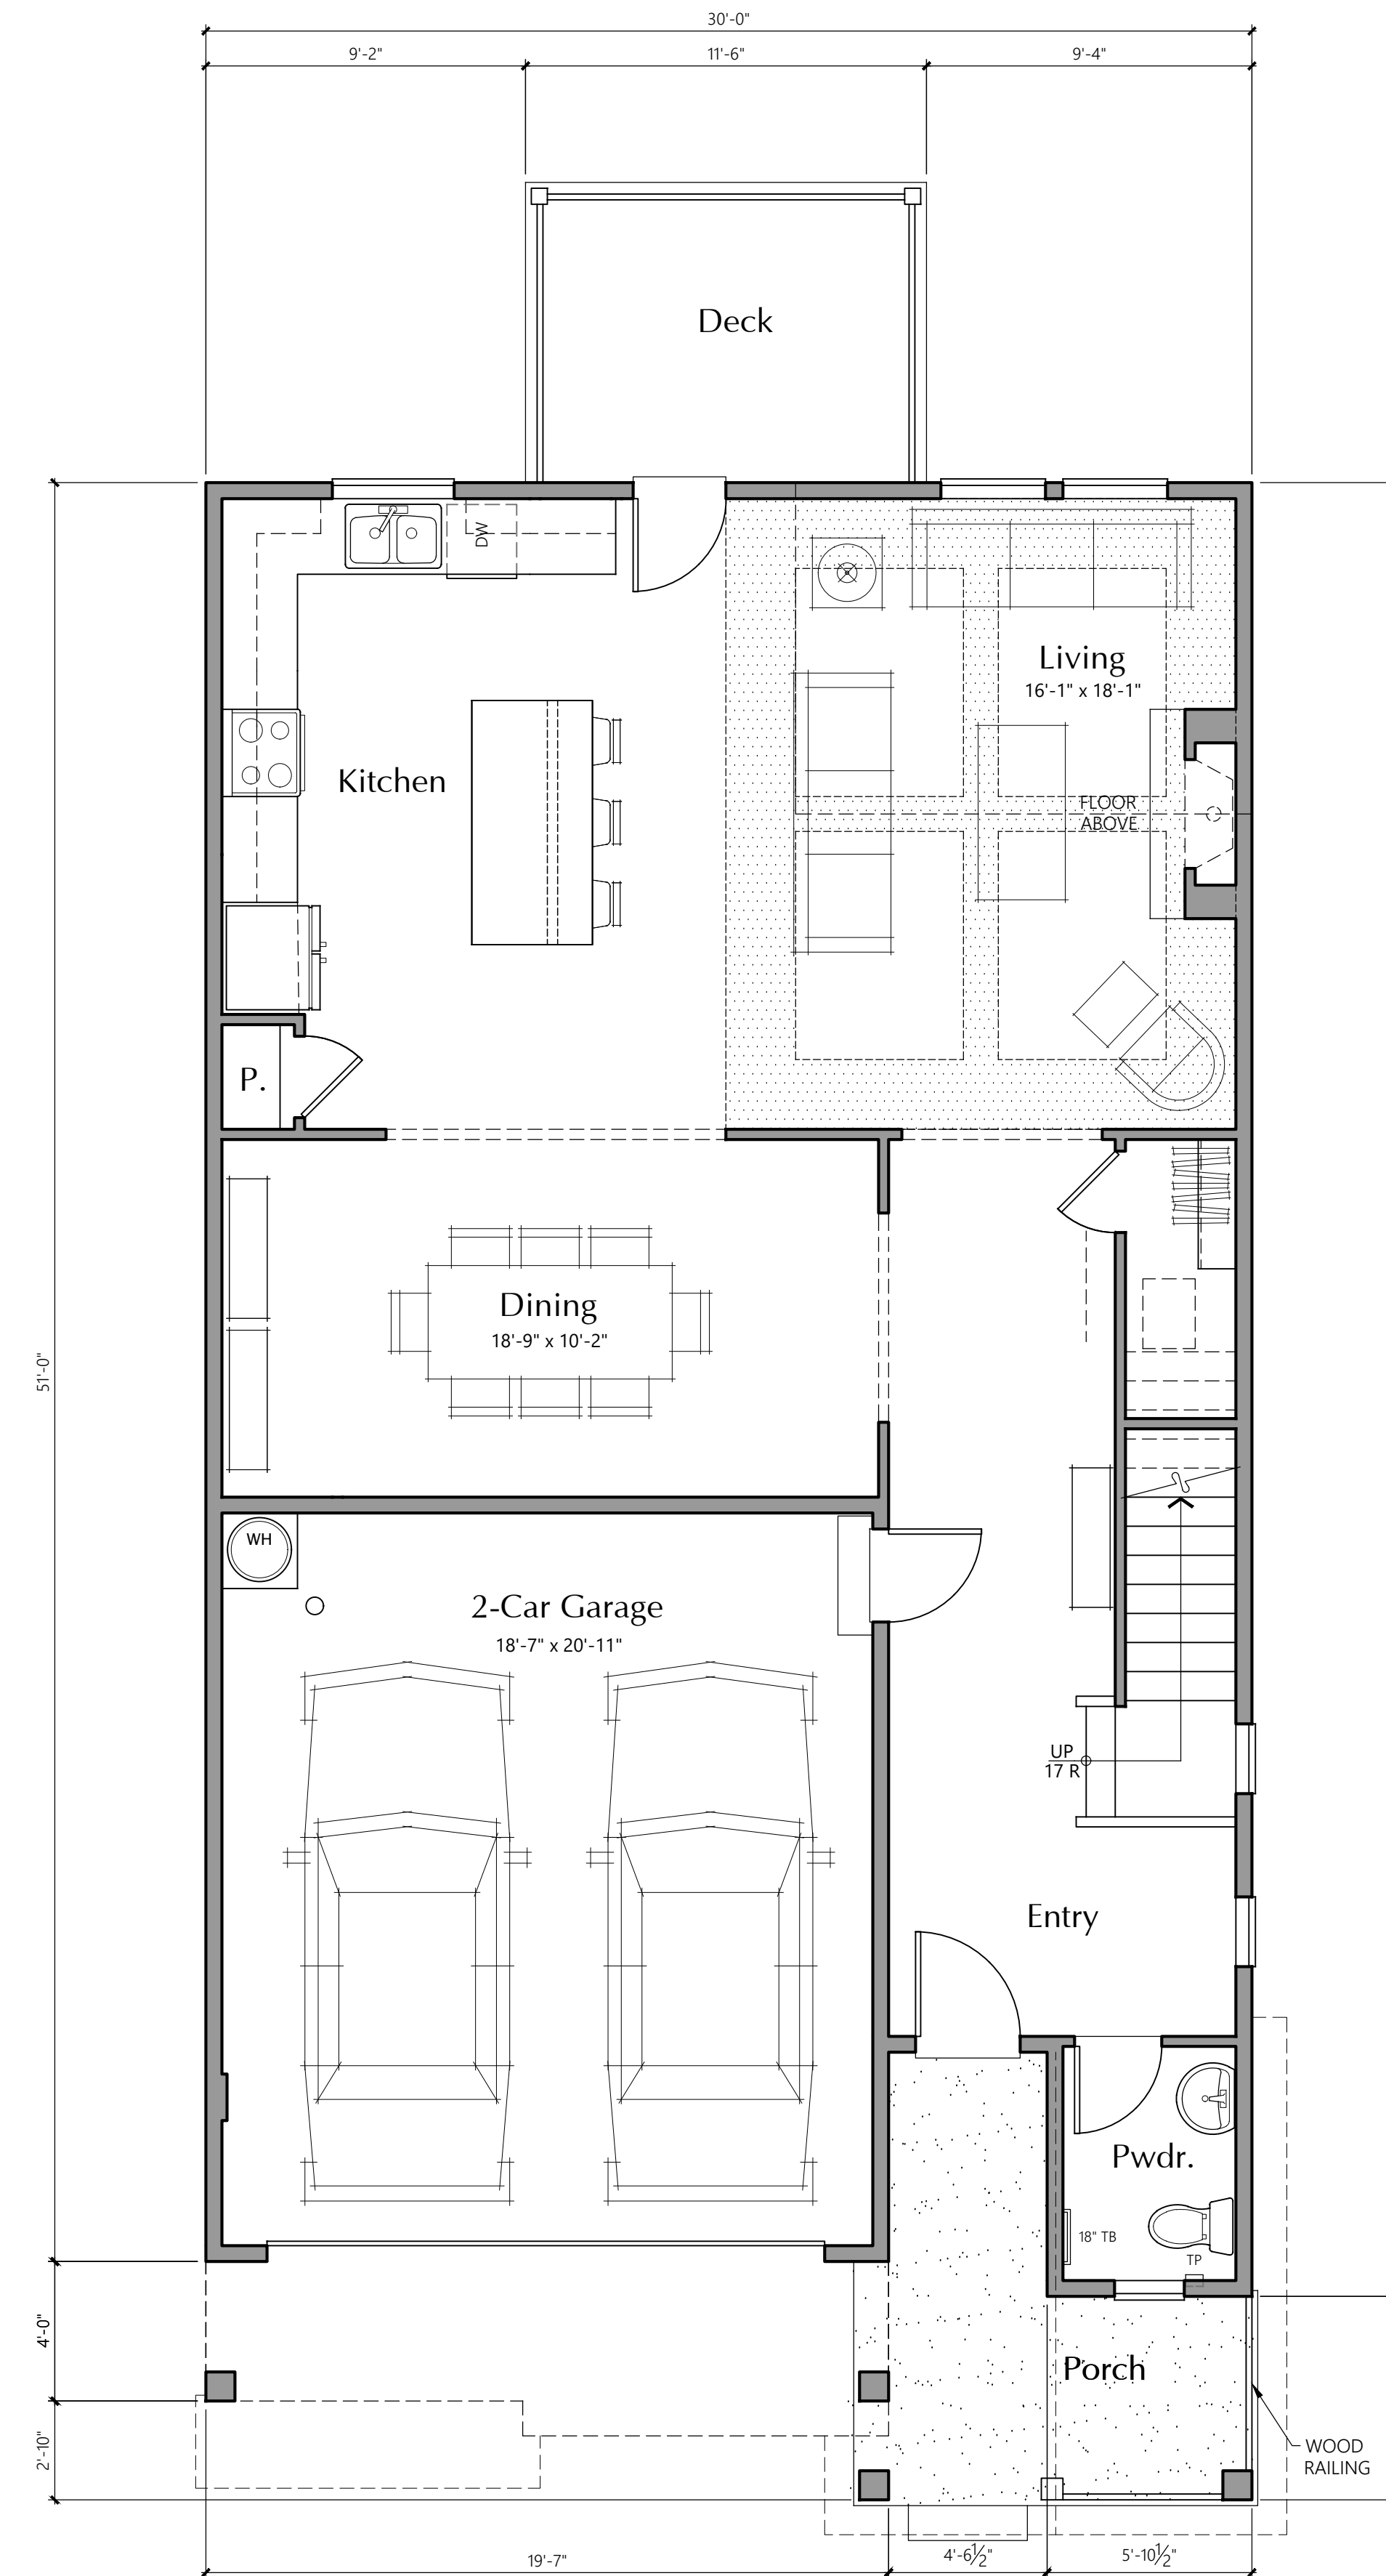 30'-0"
9'-2"
11'-6"
9'-4"
Deck
DW
Living
16'-1" x 18'-1"
Kitchen
FLOOR
ABOVE
P.
Dining
18'-9" x 10'-2"
51'-0"
WH
2-Car Garage
18'-7" x 20'-11"
UP
17 R
Entry
Pwdr.
18" TB
TP
4'-0"
Porch
2'-10"
WOOD
RAILING
19'-7"
4'-6½"
5'-10½"